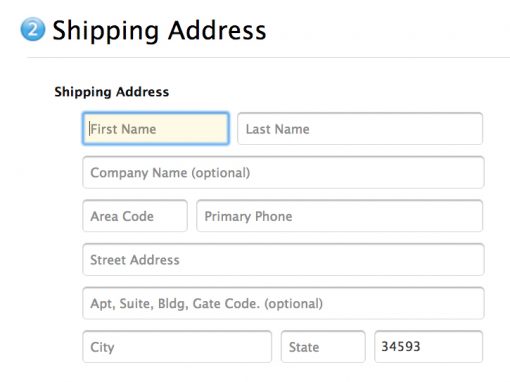 2 Shipping Address
Shipping Address
First Name Last Name
Company Name (optional)
Area Code Primary Phone
Street Address
Apt, Suite, Bldg, Gate Code. (optional)
City State 34593